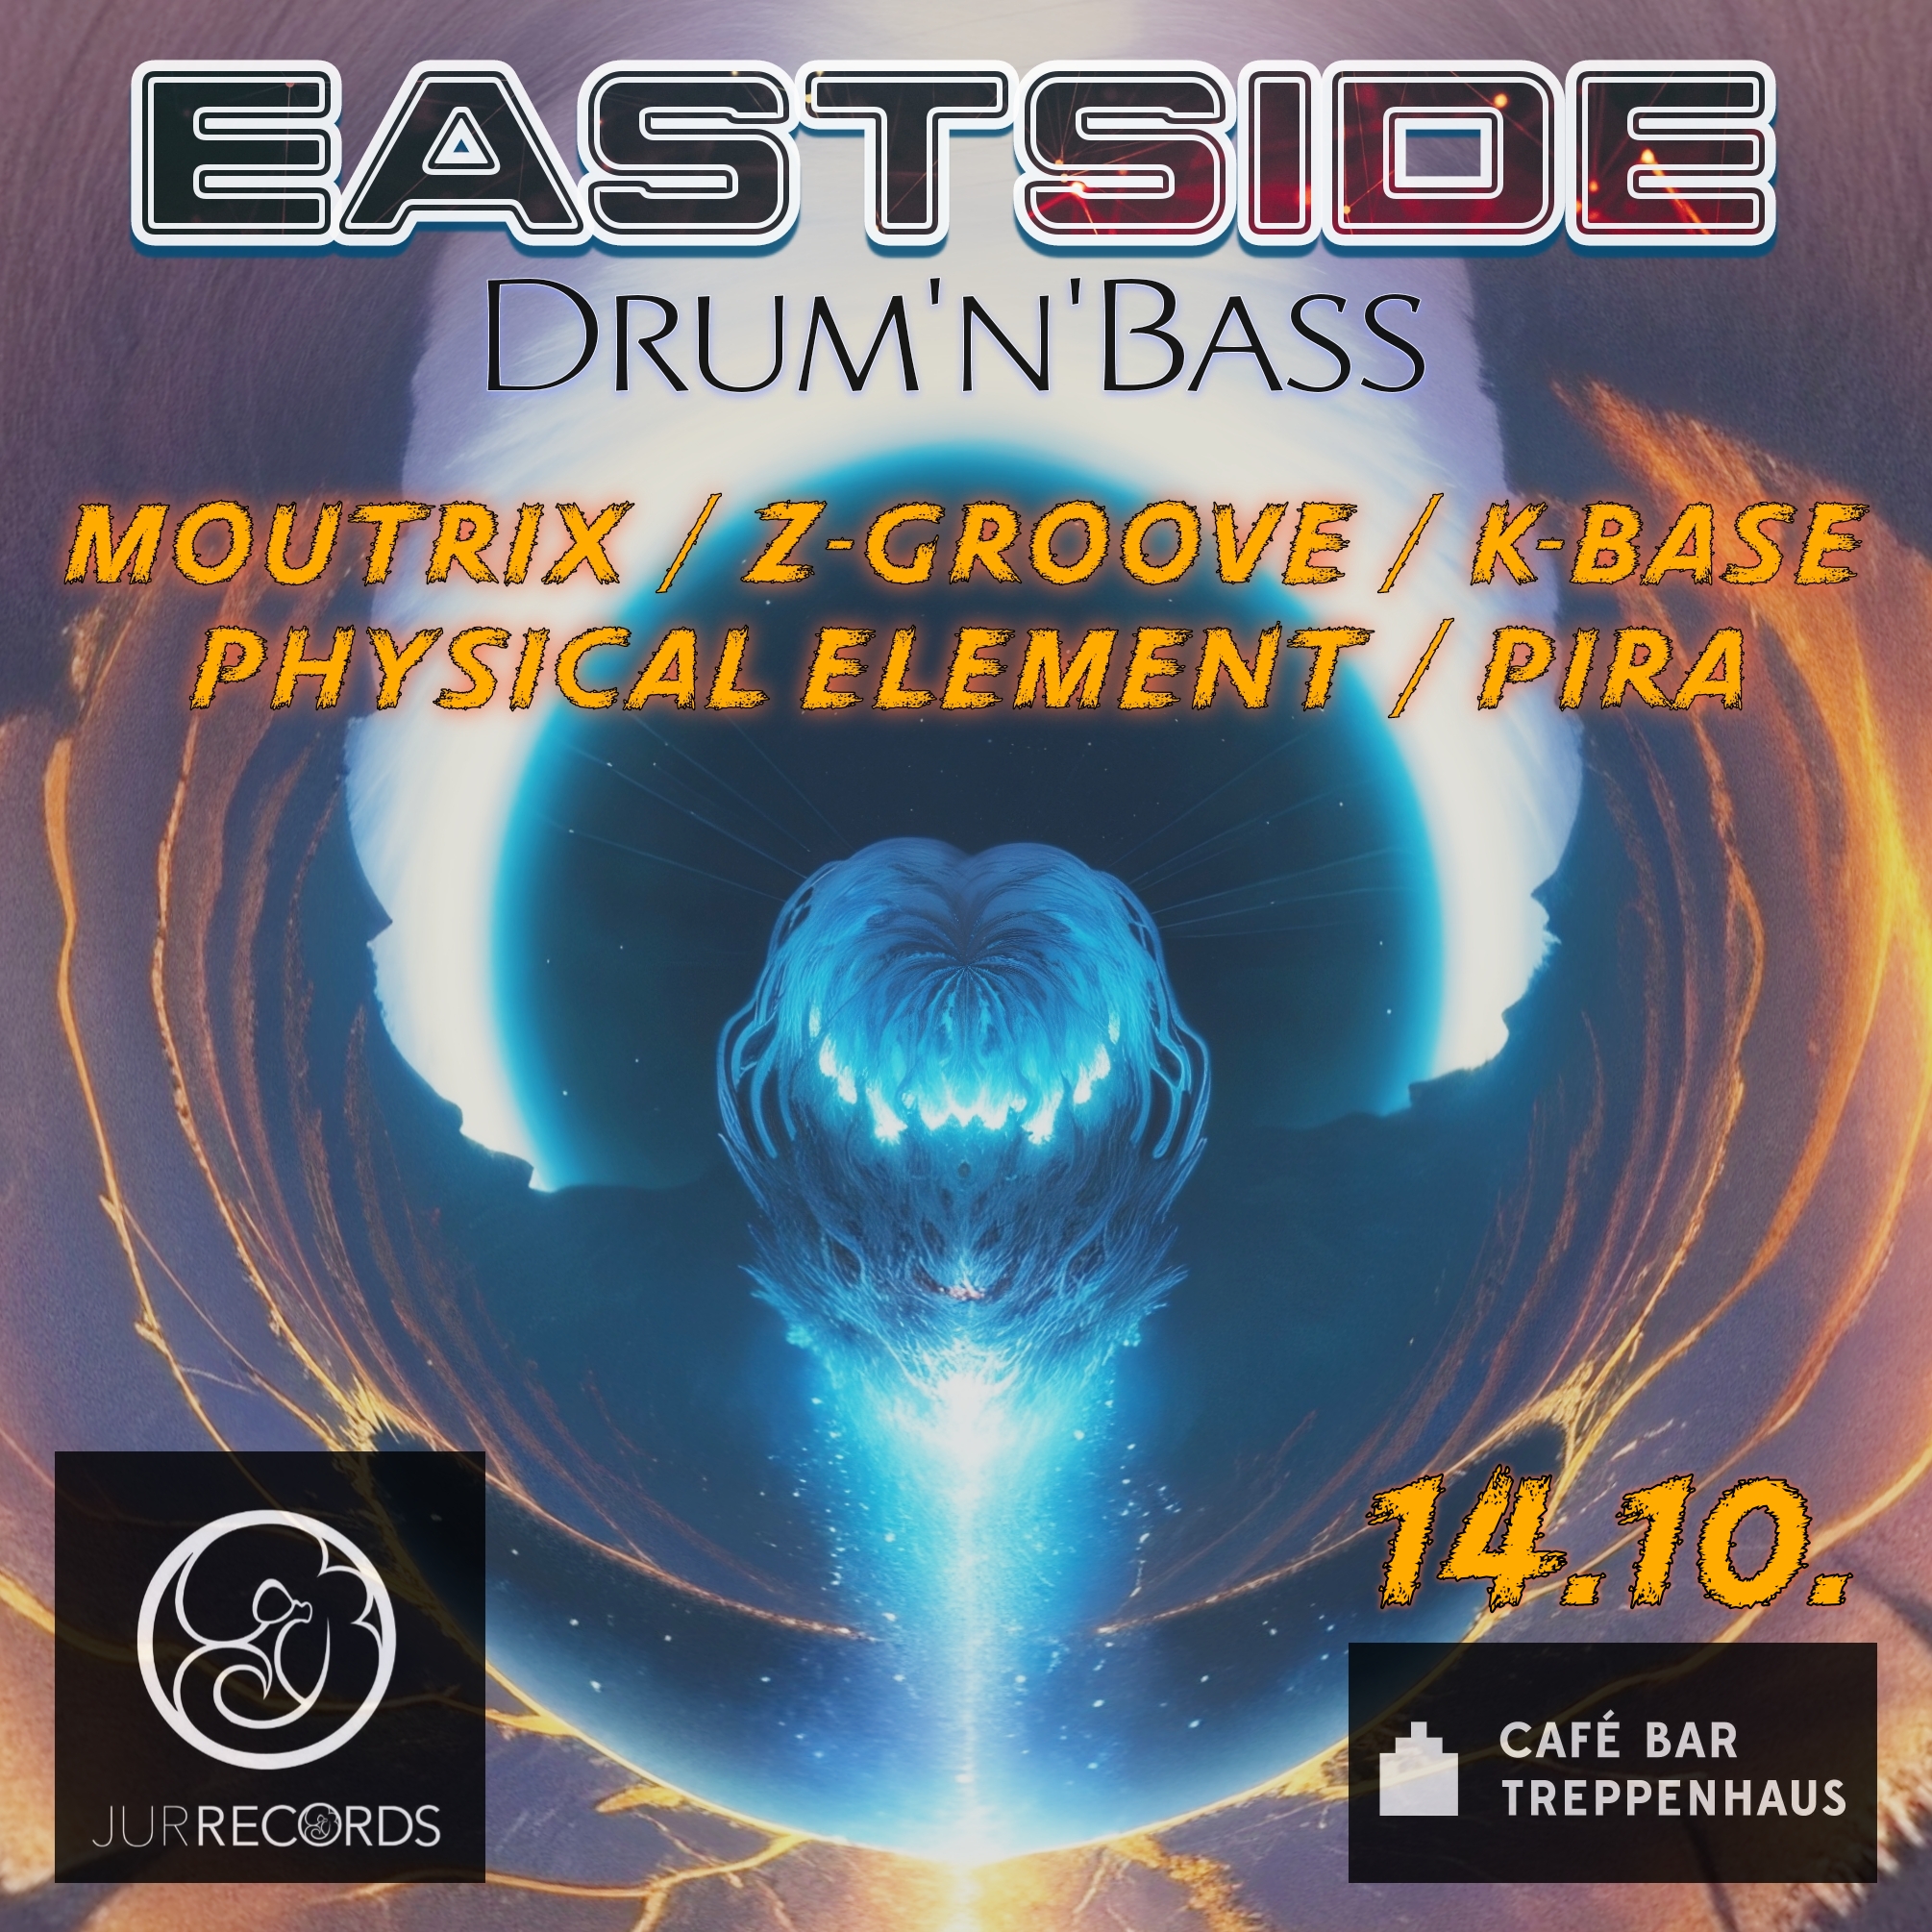 EASTSIDE
DRUM'N'BASS
MOUTRIX / Z-GROOVE / K-BASE
PHYSICAL ELEMENT / PIRA
14.10.
JURRECORDS
CAFÉ BAR
TREPPENHAUS